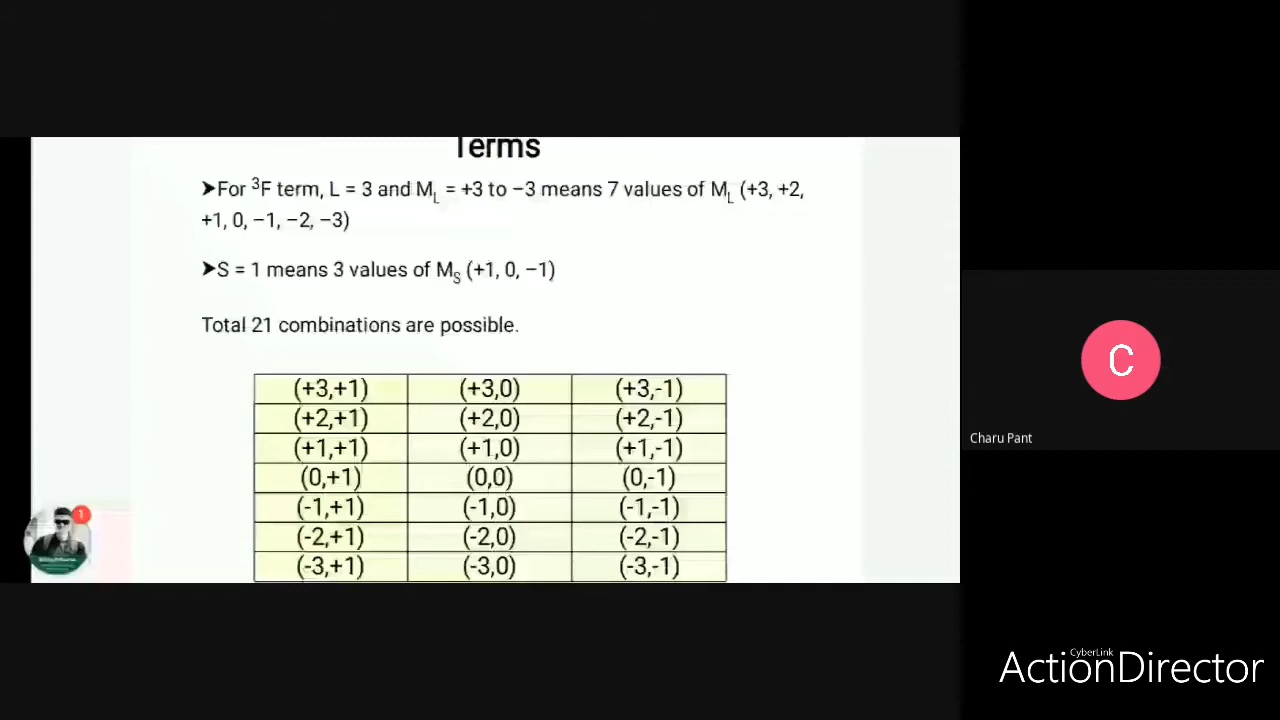 Terms
➤For ³F term, L = 3 and M_L = +3 to −3 means 7 values of M_L (+3, +2,
+1, 0, −1, −2, −3)
➤S = 1 means 3 values of M_S (+1, 0, −1)
Total 21 combinations are possible.
(+3,+1) (+3,0) (+3,-1)
(+2,+1) (+2,0) (+2,-1)
(+1,+1) (+1,0) (+1,-1)
(0,+1) (0,0) (0,-1)
(-1,+1) (-1,0) (-1,-1)
(-2,+1) (-2,0) (-2,-1)
(-3,+1) (-3,0) (-3,-1)
1
C
Charu Pant
CyberLink
ActionDirector